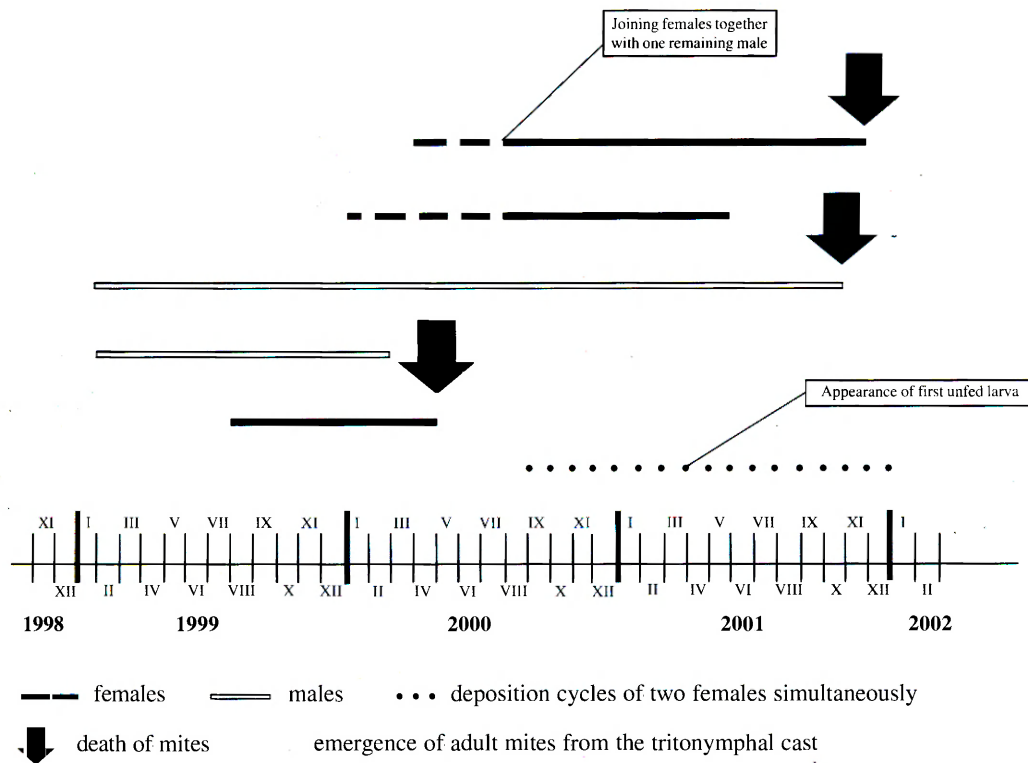 Joining females together
with one remaining male
Appearance of first unfed larva
XI I III V VII IX XI I III V VII IX XI I III V VII IX XI I
XII II IV VI VIII X XII II IV VI VIII X XII II IV VI VIII X XII II
1998 1999 2000 2001 2002
females males deposition cycles of two females simultaneously
death of mites emergence of adult mites from the tritonymphal cast